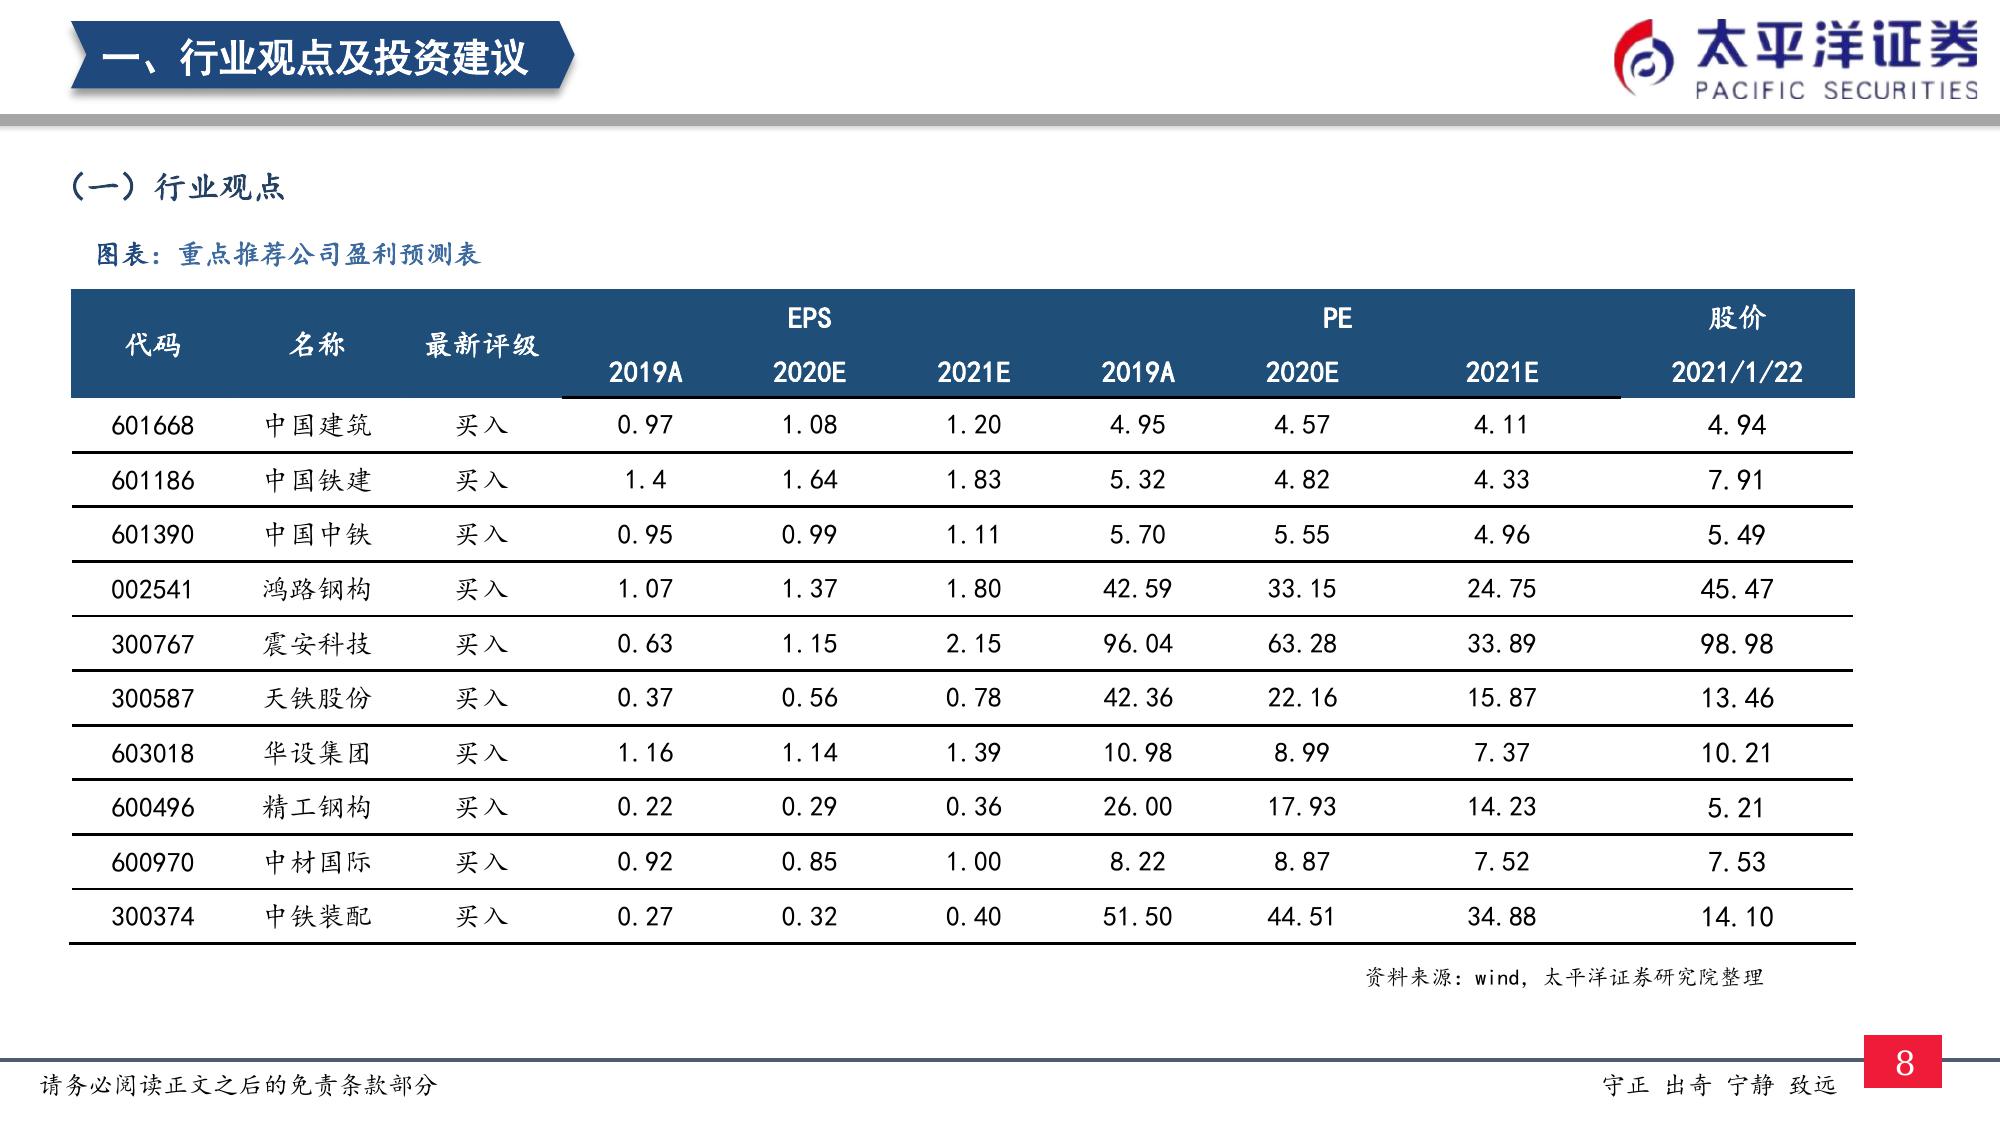 一、行业观点及投资建议
太平洋证券
PACIFIC SECURITIES
（一）行业观点
图表：重点推荐公司盈利预测表
代码 名称 最新评级 EPS PE 股价
2019A 2020E 2021E 2019A 2020E 2021E 2021/1/22
601668 中国建筑 买入 0.97 1.08 1.20 4.95 4.57 4.11 4.94
601186 中国铁建 买入 1.4 1.64 1.83 5.32 4.82 4.33 7.91
601390 中国中铁 买入 0.95 0.99 1.11 5.70 5.55 4.96 5.49
002541 鸿路钢构 买入 1.07 1.37 1.80 42.59 33.15 24.75 45.47
300767 震安科技 买入 0.63 1.15 2.15 96.04 63.28 33.89 98.98
300587 天铁股份 买入 0.37 0.56 0.78 42.36 22.16 15.87 13.46
603018 华设集团 买入 1.16 1.14 1.39 10.98 8.99 7.37 10.21
600496 精工钢构 买入 0.22 0.29 0.36 26.00 17.93 14.23 5.21
600970 中材国际 买入 0.92 0.85 1.00 8.22 8.87 7.52 7.53
300374 中铁装配 买入 0.27 0.32 0.40 51.50 44.51 34.88 14.10
资料来源：wind，太平洋证券研究院整理
请务必阅读正文之后的免责条款部分
守正 出奇 宁静 致远
8